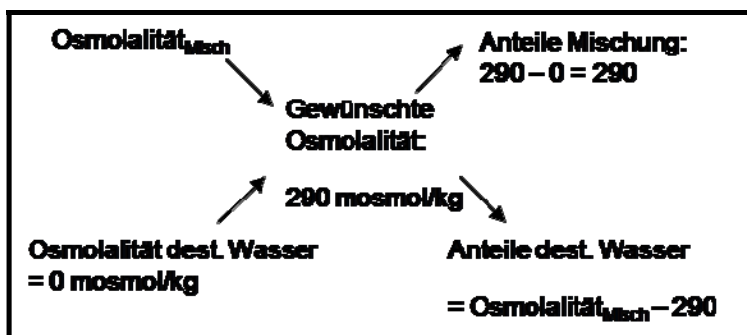 Osmolalität Misch
Anteile Mischung:
290 – 0 = 290
Gewünschte
Osmolalität:
290 mosmol/kg
Osmolalität dest. Wasser
= 0 mosmol/kg
Anteile dest. Wasser
= Osmolalität Misch – 290